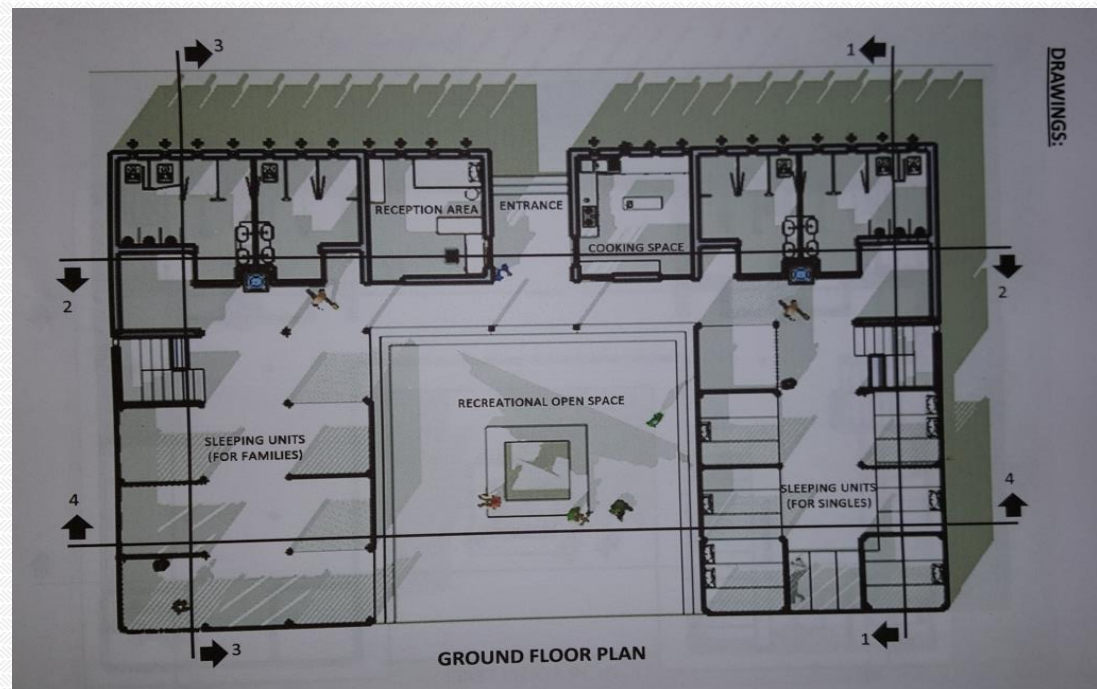 DRAWINGS:
3
1
RECEPTION AREA
ENTRANCE
COOKING SPACE
2
2
RECREATIONAL OPEN SPACE
SLEEPING UNITS
(FOR FAMILIES)
SLEEPING UNITS
(FOR SINGLES)
4
4
3
1
GROUND FLOOR PLAN